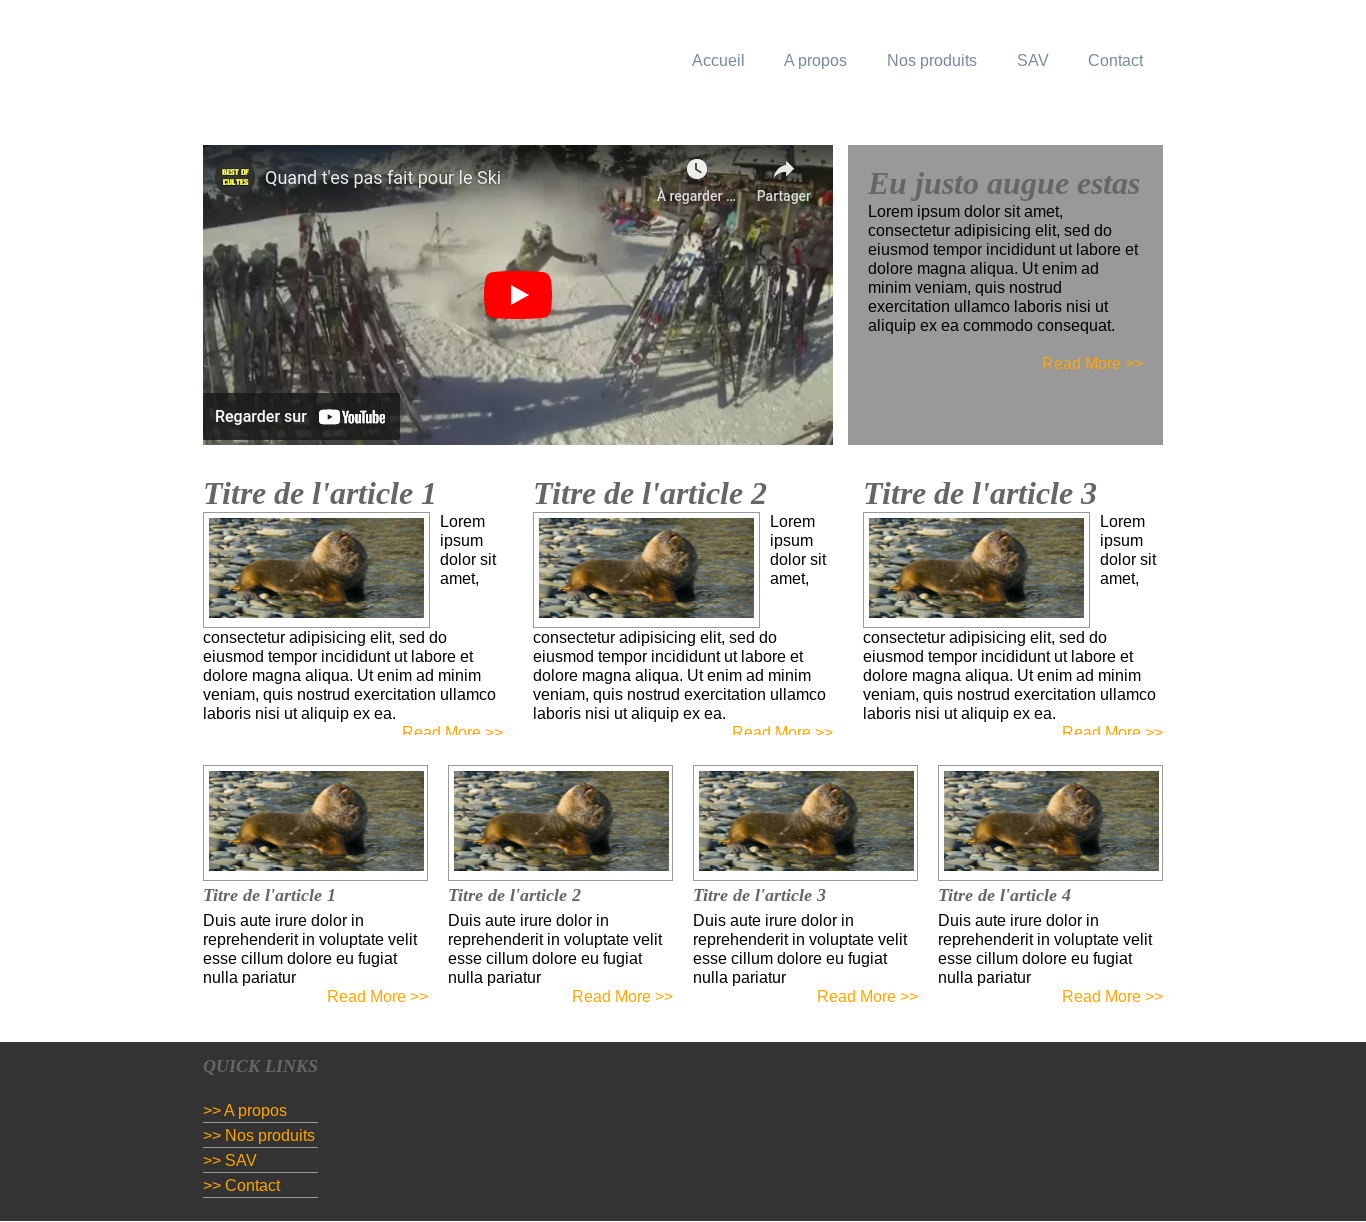 Accueil A propos Nos produits SAV Contact
BEST OF CULTES
Quand t'es pas fait pour le Ski
À regarder ...
Partager
Regarder sur YouTube
Eu justo augue estas
Lorem ipsum dolor sit amet,
consectetur adipisicing elit, sed do
eiusmod tempor incididunt ut labore et
dolore magna aliqua. Ut enim ad
minim veniam, quis nostrud
exercitation ullamco laboris nisi ut
aliquip ex ea commodo consequat.
Read More >>
Titre de l'article 1
Lorem
ipsum
dolor sit
amet,
consectetur adipisicing elit, sed do
eiusmod tempor incididunt ut labore et
dolore magna aliqua. Ut enim ad minim
veniam, quis nostrud exercitation ullamco
laboris nisi ut aliquip ex ea.
Read More >>
Titre de l'article 2
Lorem
ipsum
dolor sit
amet,
consectetur adipisicing elit, sed do
eiusmod tempor incididunt ut labore et
dolore magna aliqua. Ut enim ad minim
veniam, quis nostrud exercitation ullamco
laboris nisi ut aliquip ex ea.
Read More >>
Titre de l'article 3
Lorem
ipsum
dolor sit
amet,
consectetur adipisicing elit, sed do
eiusmod tempor incididunt ut labore et
dolore magna aliqua. Ut enim ad minim
veniam, quis nostrud exercitation ullamco
laboris nisi ut aliquip ex ea.
Read More >>
Titre de l'article 1
Duis aute irure dolor in
reprehenderit in voluptate velit
esse cillum dolore eu fugiat
nulla pariatur
Read More >>
Titre de l'article 2
Duis aute irure dolor in
reprehenderit in voluptate velit
esse cillum dolore eu fugiat
nulla pariatur
Read More >>
Titre de l'article 3
Duis aute irure dolor in
reprehenderit in voluptate velit
esse cillum dolore eu fugiat
nulla pariatur
Read More >>
Titre de l'article 4
Duis aute irure dolor in
reprehenderit in voluptate velit
esse cillum dolore eu fugiat
nulla pariatur
Read More >>
QUICK LINKS
>> A propos
>> Nos produits
>> SAV
>> Contact